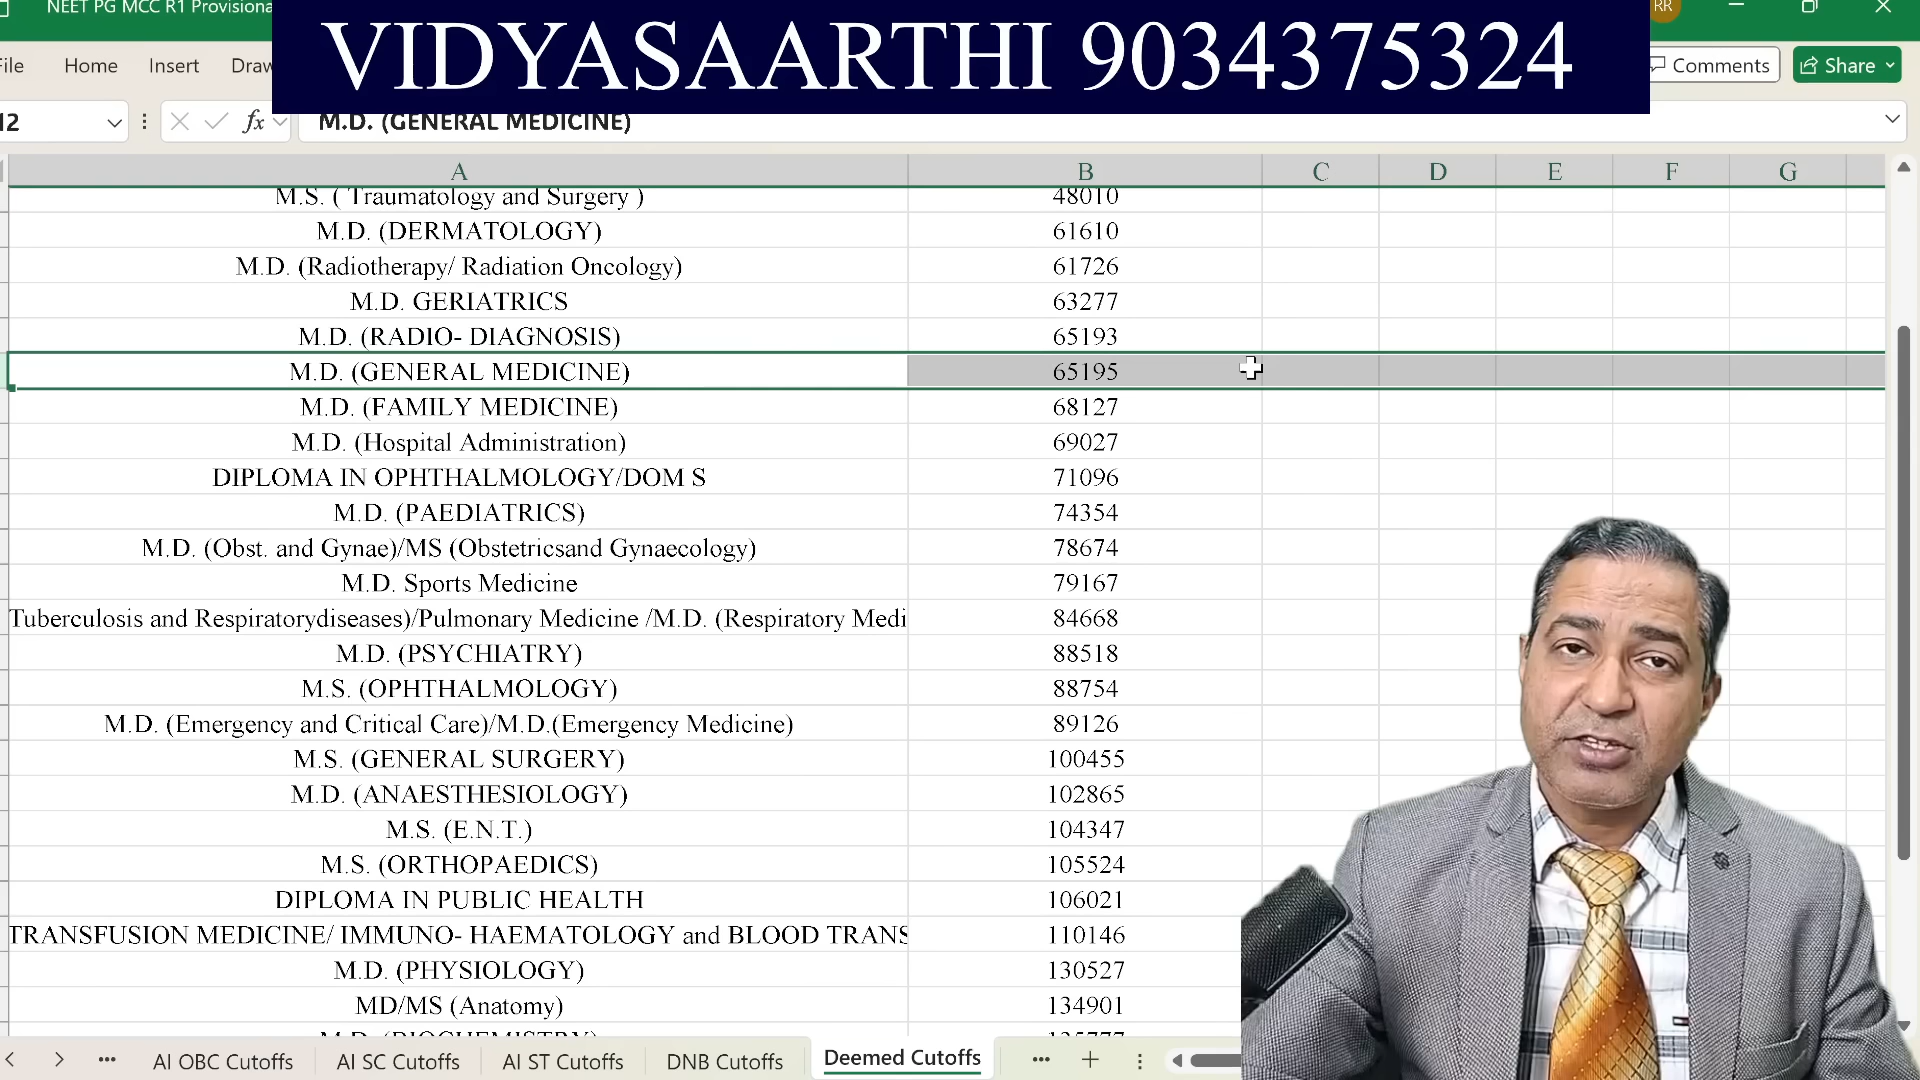 NEET PG MCC R1 Provisiona
VIDYASAARTHI 9034375324
RR
File Home Insert Draw
Comments Share
12 fx M.D. (GENERAL MEDICINE)
A B C D E F G
M.S. ( Traumatology and Surgery ) 48010
M.D. (DERMATOLOGY) 61610
M.D. (Radiotherapy/ Radiation Oncology) 61726
M.D. GERIATRICS 63277
M.D. (RADIO- DIAGNOSIS) 65193
M.D. (GENERAL MEDICINE) 65195
M.D. (FAMILY MEDICINE) 68127
M.D. (Hospital Administration) 69027
DIPLOMA IN OPHTHALMOLOGY/DOM S 71096
M.D. (PAEDIATRICS) 74354
M.D. (Obst. and Gynae)/MS (Obstetricsand Gynaecology) 78674
M.D. Sports Medicine 79167
Tuberculosis and Respiratorydiseases)/Pulmonary Medicine /M.D. (Respiratory Medi 84668
M.D. (PSYCHIATRY) 88518
M.S. (OPHTHALMOLOGY) 88754
M.D. (Emergency and Critical Care)/M.D.(Emergency Medicine) 89126
M.S. (GENERAL SURGERY) 100455
M.D. (ANAESTHESIOLOGY) 102865
M.S. (E.N.T.) 104347
M.S. (ORTHOPAEDICS) 105524
DIPLOMA IN PUBLIC HEALTH 106021
TRANSFUSION MEDICINE/ IMMUNO- HAEMATOLOGY and BLOOD TRANS 110146
M.D. (PHYSIOLOGY) 130527
MD/MS (Anatomy) 134901
M.D. (BIOCHEMISTRY) 135777
AI OBC Cutoffs AI SC Cutoffs AI ST Cutoffs DNB Cutoffs Deemed Cutoffs